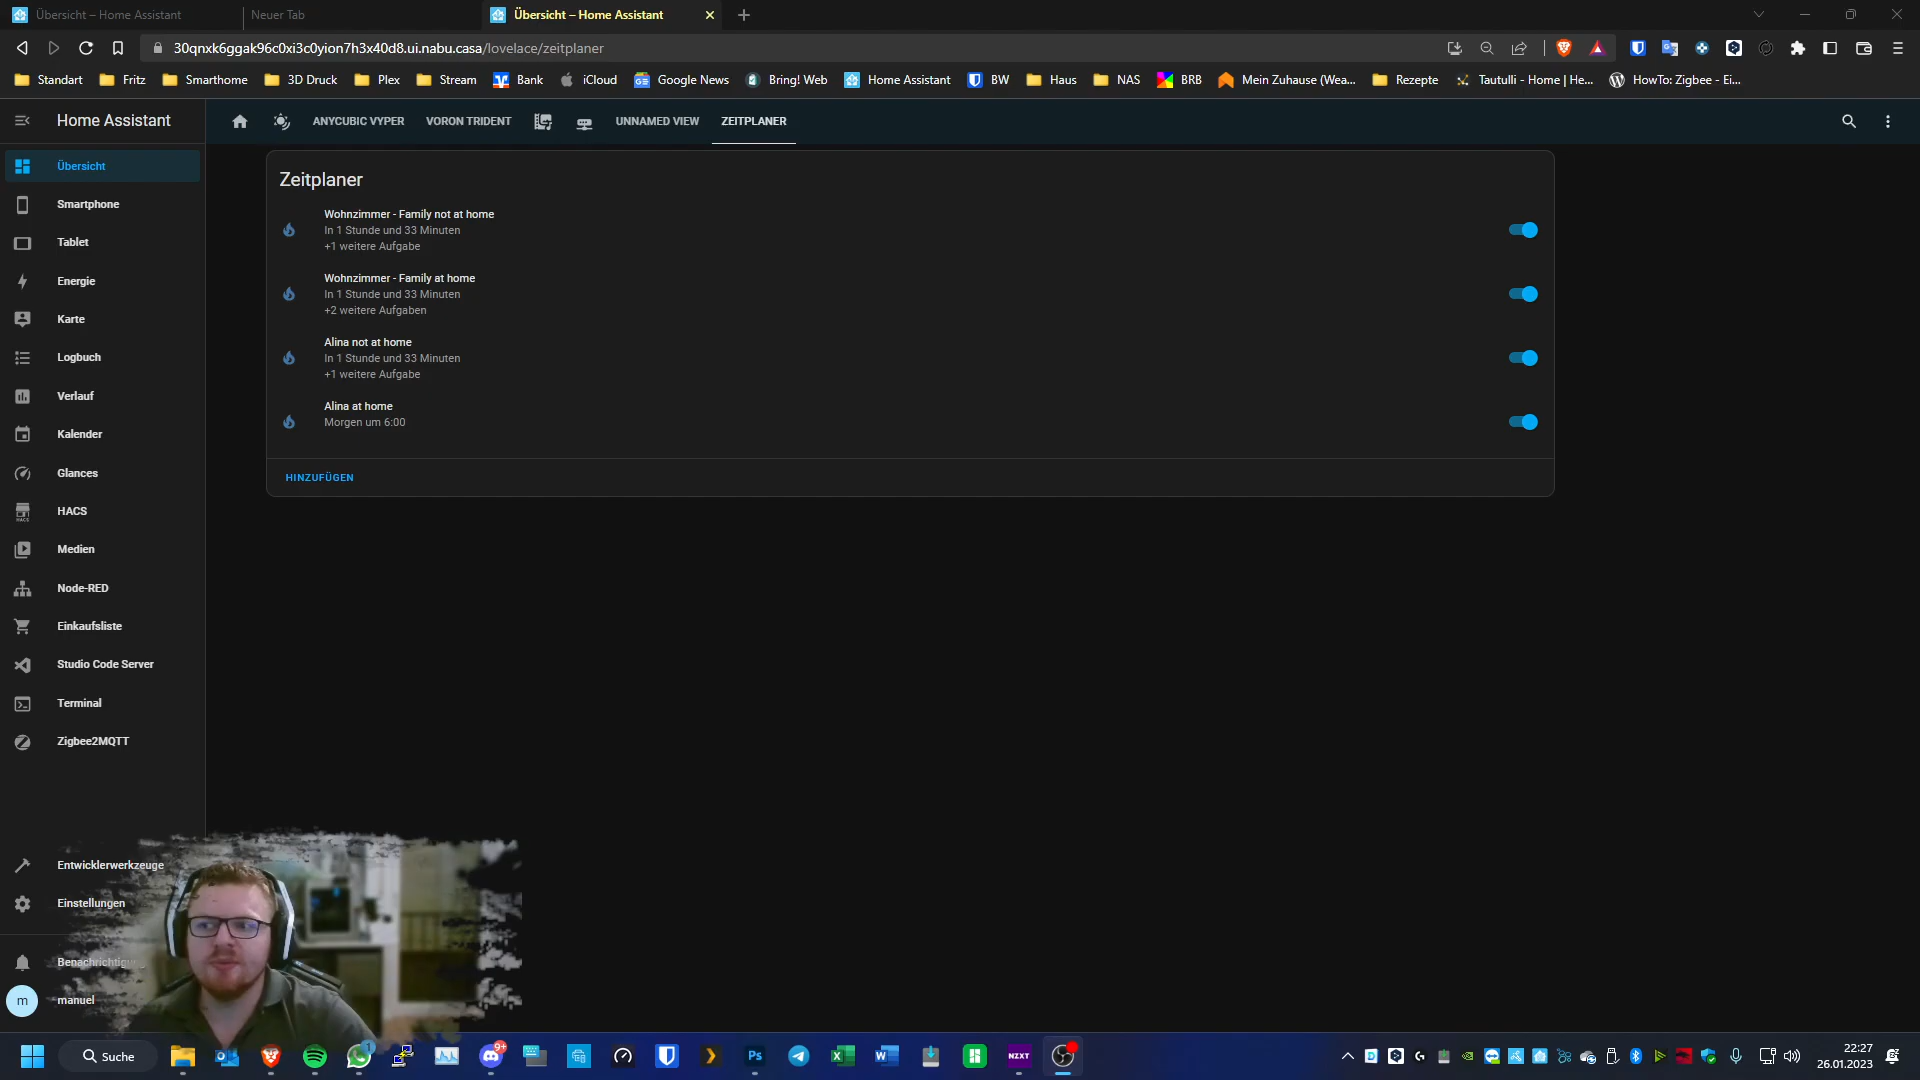 Übersicht – Home Assistant
Neuer Tab
Übersicht – Home Assistant
30qnxk6ggak96c0xi3c0yion7h3x40d8.ui.nabu.casa/lovelace/zeitplaner
Standart
Fritz
Smarthome
3D Druck
Plex
Stream
Bank
iCloud
Google News
Bring! Web
Home Assistant
BW
Haus
NAS
BRB
Mein Zuhause (Wea...
Rezepte
Tautulli - Home | He...
HowTo: Zigbee - Ei...
Home Assistant
ANYCUBIC VYPER
VORON TRIDENT
UNNAMED VIEW
ZEITPLANER
Übersicht
Smartphone
Tablet
Energie
Karte
Logbuch
Verlauf
Kalender
Glances
HACS
Medien
Node-RED
Einkaufsliste
Studio Code Server
Terminal
Zigbee2MQTT
Entwicklerwerkzeuge
Einstellungen
m
manuel
Zeitplaner
Wohnzimmer - Family not at home
In 1 Stunde und 33 Minuten
+1 weitere Aufgabe
Wohnzimmer - Family at home
In 1 Stunde und 33 Minuten
+2 weitere Aufgaben
Alina not at home
In 1 Stunde und 33 Minuten
+1 weitere Aufgabe
Alina at home
Morgen um 6:00
HINZUFÜGEN
Suche
1
9+
Ps
NZXT
22:27
26.01.2023